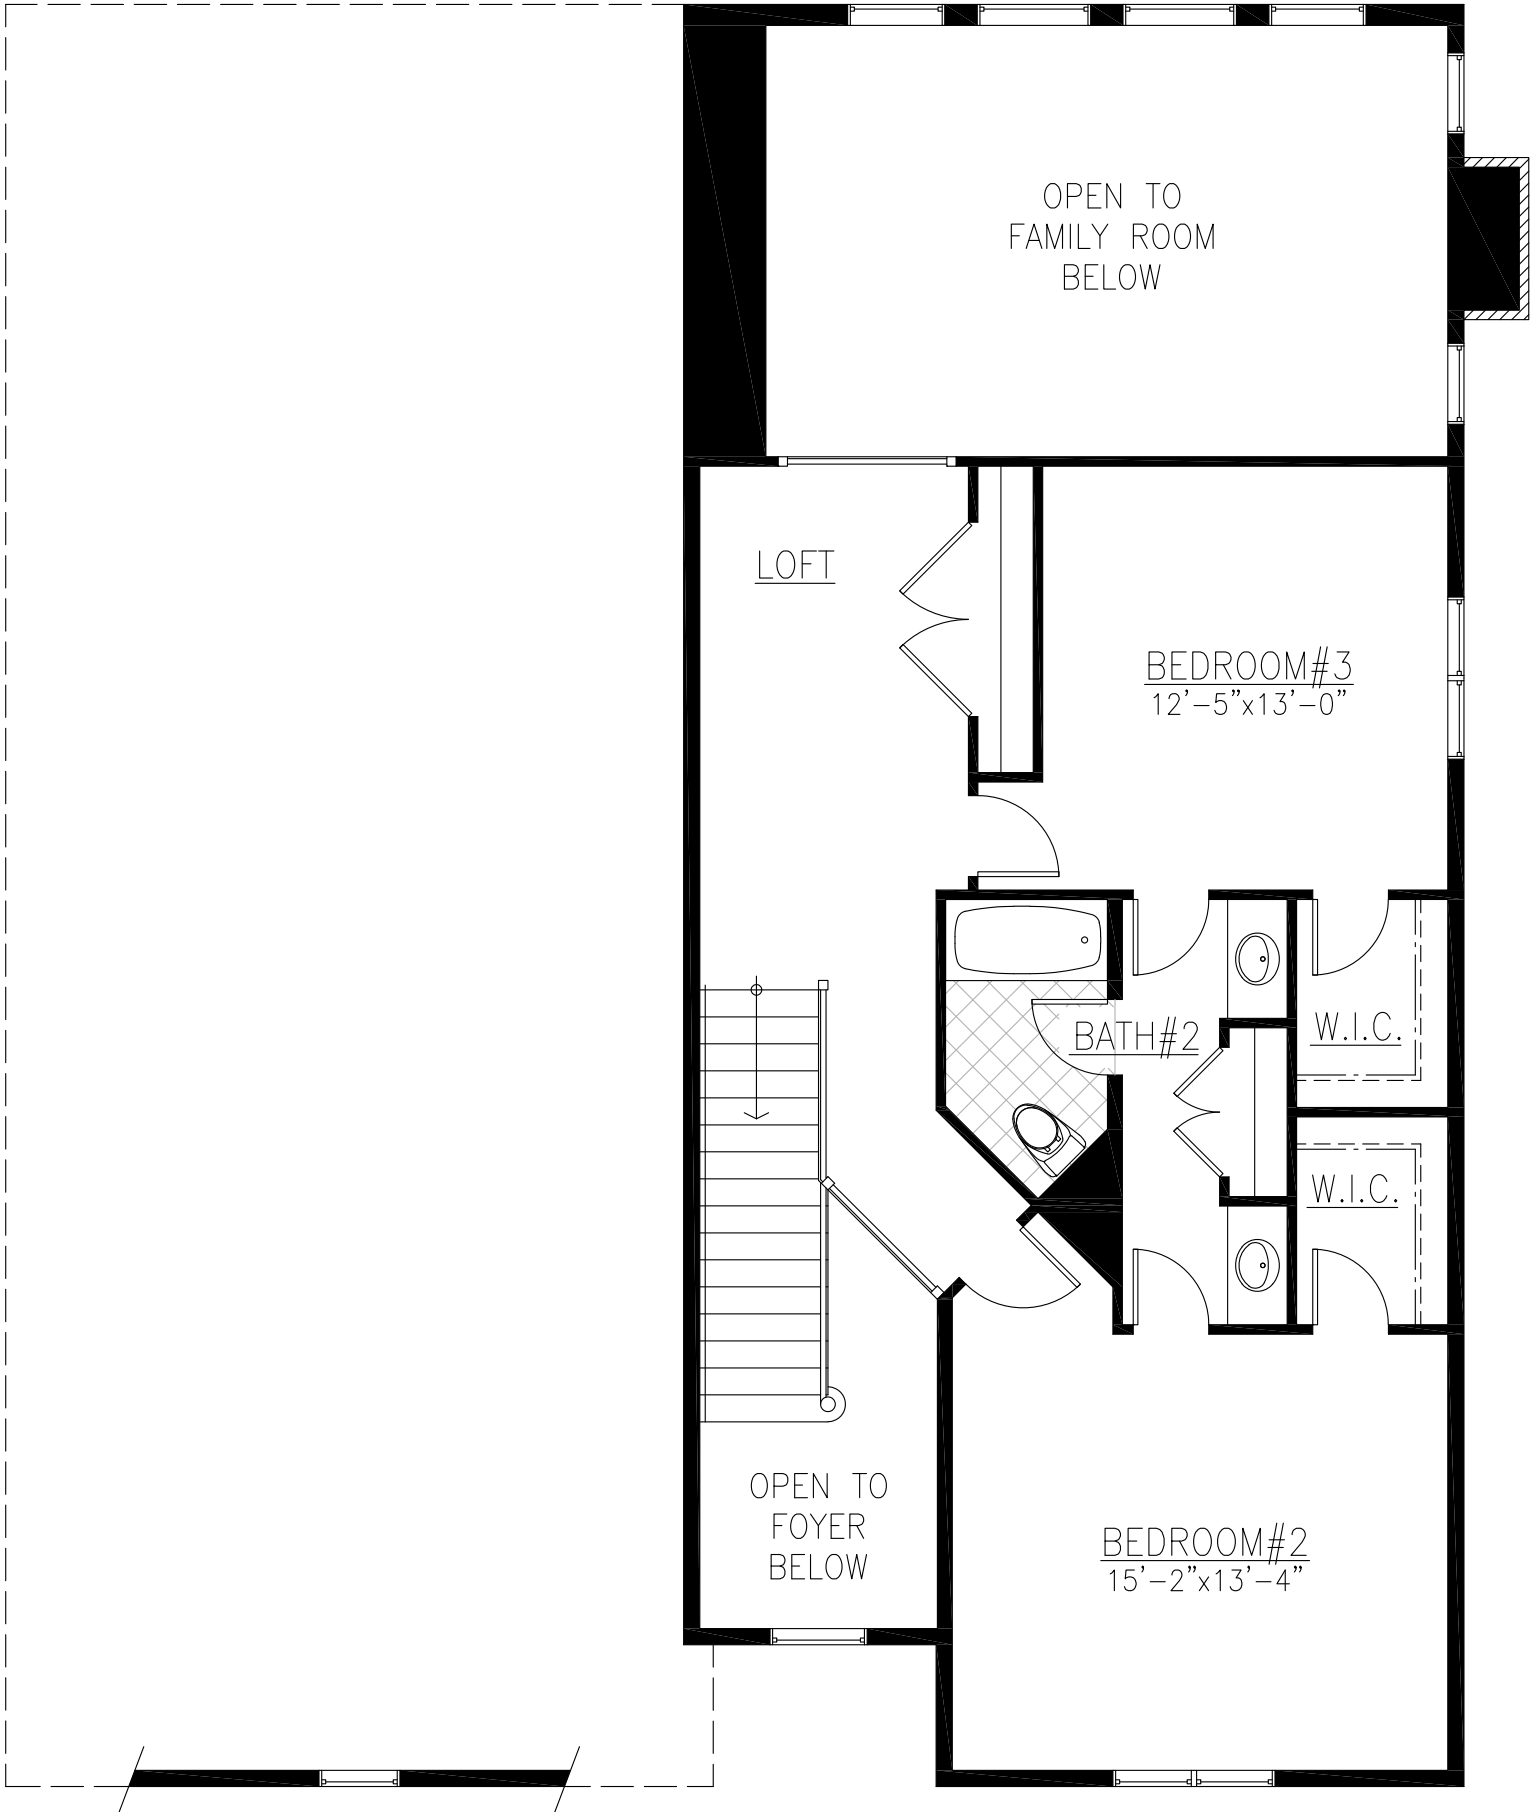 OPEN TO
FAMILY ROOM
BELOW
LOFT
BEDROOM#3
12'-5"x13'-0"
W.I.C.
BATH#2
W.I.C.
OPEN TO
FOYER
BELOW
BEDROOM#2
15'-2"x13'-4"